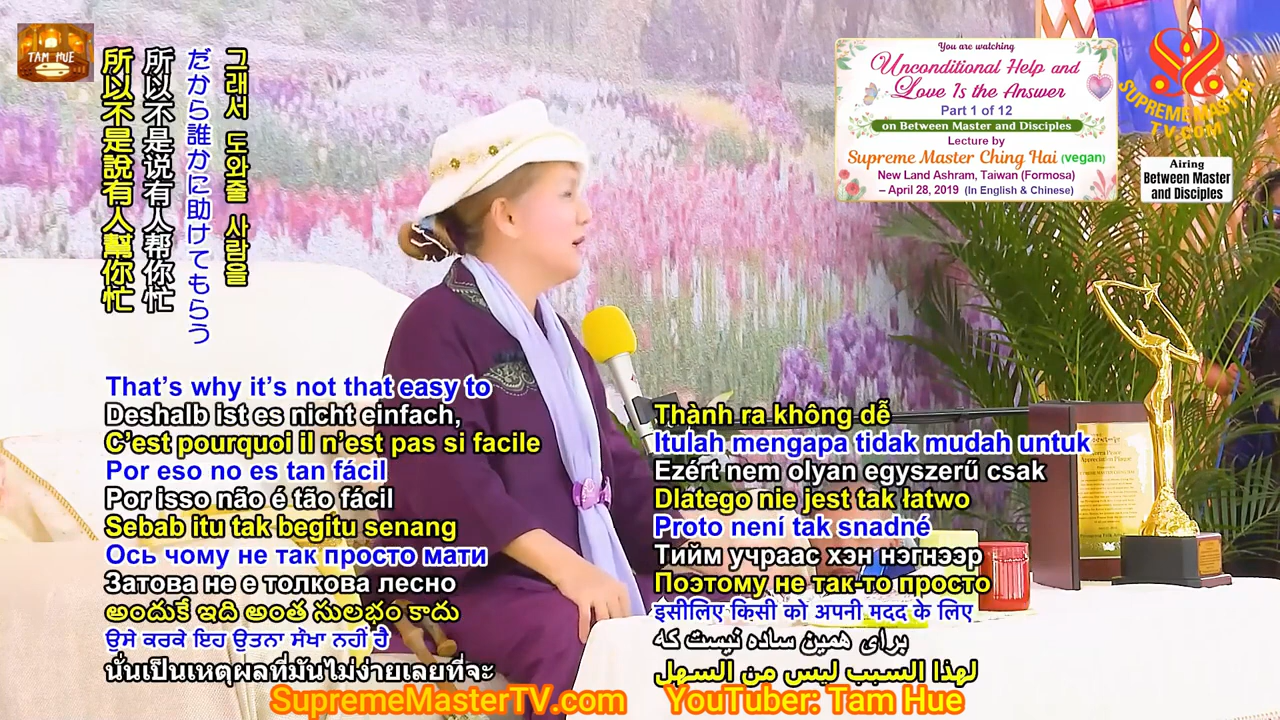 TAM HUE
所以不是說有人幫你忙
所以不是说有人帮你忙
だから誰かに助けてもらう
그래서 도와줄 사람을
You are watching
Unconditional Help and
Love Is the Answer
Part 1 of 12
on Between Master and Disciples
Lecture by
Supreme Master Ching Hai (vegan)
New Land Ashram, Taiwan (Formosa)
– April 28, 2019 (In English & Chinese)
SUPREME MASTER
TV.COM
Airing
Between Master
and Disciples
That's why it's not that easy to
Deshalb ist es nicht einfach,
C'est pourquoi il n'est pas si facile
Por eso no es tan fácil
Por isso não é tão fácil
Sebab itu tak begitu senang
Ось чому не так просто мати
Затова не е толкова лесно
అందుకే ఇది అంత సులభం కాదు
ਉਸੇ ਕਰਕੇ ਇਹ ਉਤਨਾ ਸੌਖਾ ਨਹੀਂ ਹੈ
นั่นเป็นเหตุผลที่มันไม่ง่ายเลยที่จะ
Thành ra không dễ
Itulah mengapa tidak mudah untuk
Ezért nem olyan egyszerű csak
Dlatego nie jest tak łatwo
Proto není tak snadné
Тийм учраас хэн нэгнээр
Поэтому не так-то просто
इसीलिए किसी को अपनी मदद के लिए
برای همین ساده نیست که
لهذا السبب ليس من السهل
Appreciation Plaque
SupremeMasterTV.com YouTuber: Tam Hue